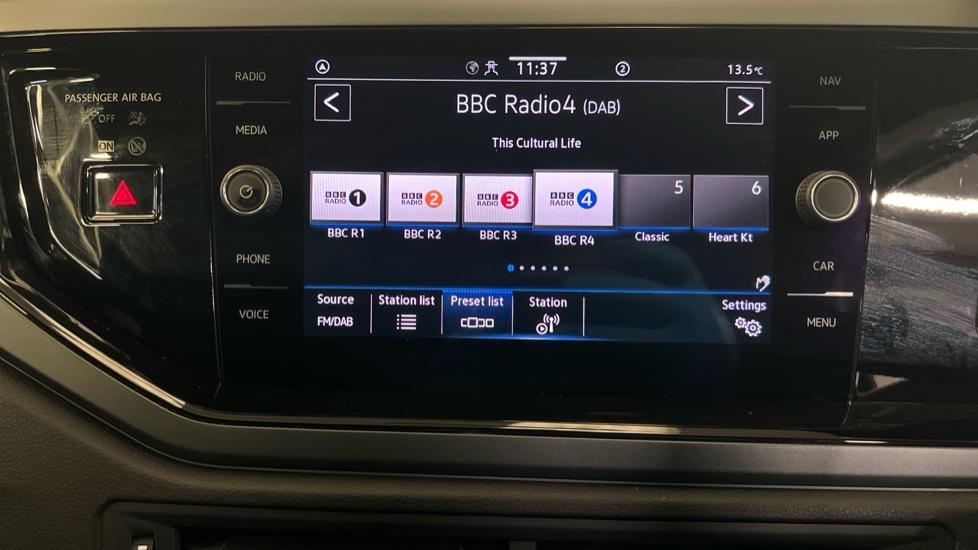 RADIO
MEDIA
PHONE
VOICE
PASSENGER AIR BAG
OFF
ON
11:37
2
13.5°C
BBC Radio4 (DAB)
This Cultural Life
BBC RADIO 1
BBC RADIO 2
BBC RADIO 3
BBC RADIO 4
5
6
BBC R1
BBC R2
BBC R3
BBC R4
Classic
Heart Kt
Source
FM/DAB
Station list
Preset list
Station
Settings
NAV
APP
CAR
MENU